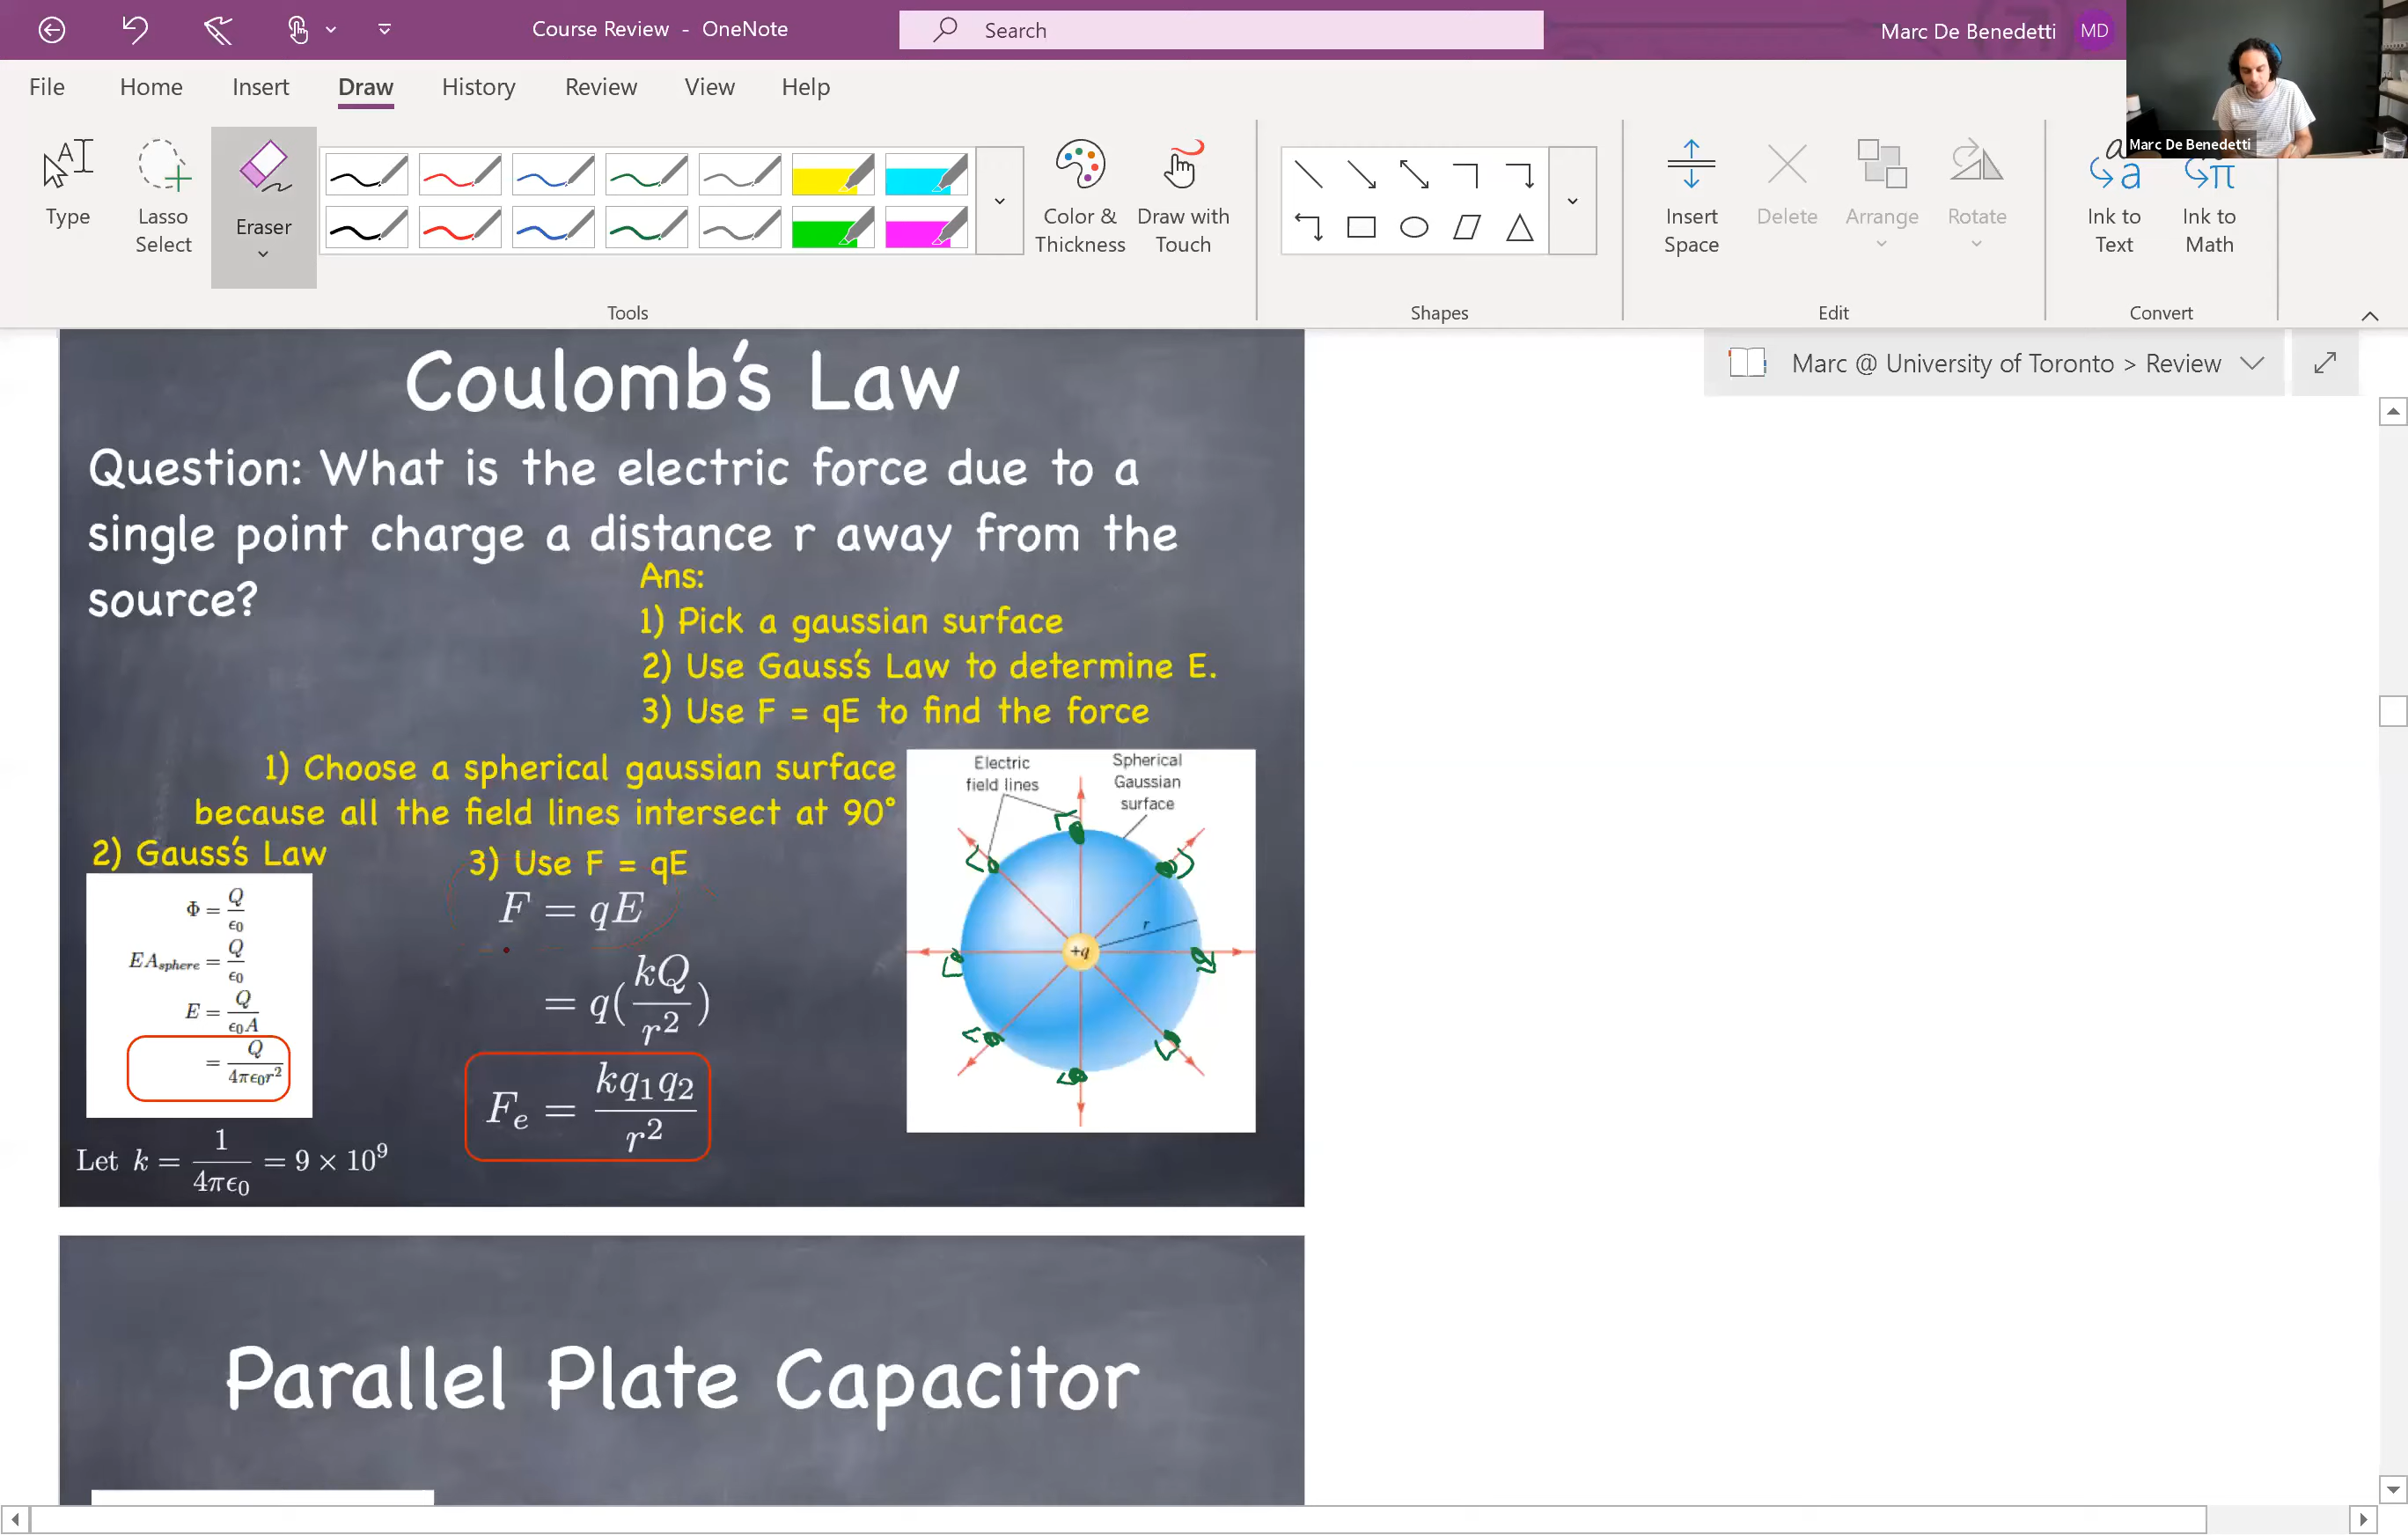 Course Review - OneNote
Search
Marc De Benedetti
MD
File Home Insert Draw History Review View Help
Type
Lasso Select
Eraser
Color & Thickness
Draw with Touch
Insert Space
Delete
Arrange
Rotate
Ink to Text
Ink to Math
Marc De Benedetti
Tools
Shapes
Edit
Convert
Marc @ University of Toronto > Review
Coulomb's Law
Question: What is the electric force due to a
single point charge a distance r away from the
source?
Ans:
1) Pick a gaussian surface
2) Use Gauss's Law to determine E.
3) Use F = qE to find the force
1) Choose a spherical gaussian surface
because all the field lines intersect at 90°
2) Gauss's Law
Φ = Q/ϵ0
EAsphere = Q/ϵ0
E = Q/ϵ0A
= Q/4πϵ0r²
Let k = 1/4πϵ0 = 9 × 10⁹
3) Use F = qE
F = qE
= q(kQ/r²)
Fe = kq1q2/r²
Electric
field lines
Spherical
Gaussian
surface
r
+q
Parallel Plate Capacitor